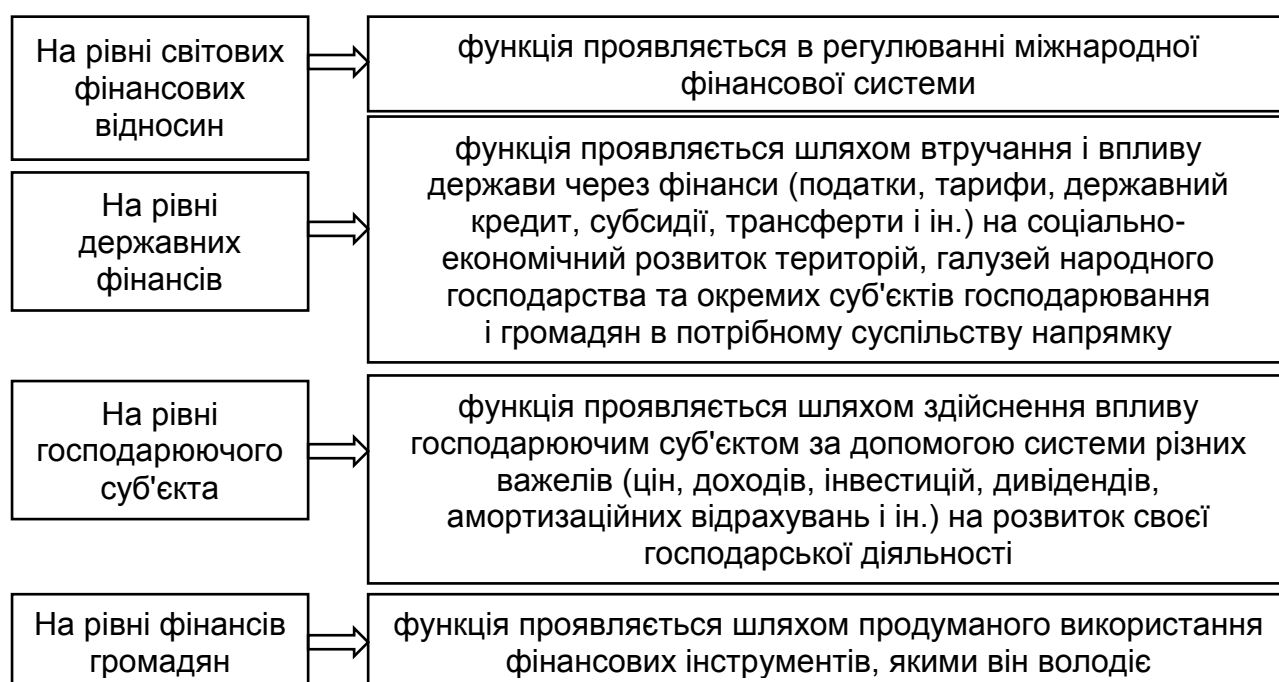 На рівні світових
фінансових
відносин
функція проявляється в регулюванні міжнародної
фінансової системи
На рівні
державних
фінансів
функція проявляється шляхом втручання і впливу
держави через фінанси (податки, тарифи, державний
кредит, субсидії, трансферти і ін.) на соціально-
економічний розвиток територій, галузей народного
господарства та окремих суб'єктів господарювання
і громадян в потрібному суспільству напрямку
На рівні
господарюючого
суб'єкта
функція проявляється шляхом здійснення впливу
господарюючим суб'єктом за допомогою системи різних
важелів (цін, доходів, інвестицій, дивідендів,
амортизаційних відрахувань і ін.) на розвиток своєї
господарської діяльності
На рівні фінансів
громадян
функція проявляється шляхом продуманого використання
фінансових інструментів, якими він володіє